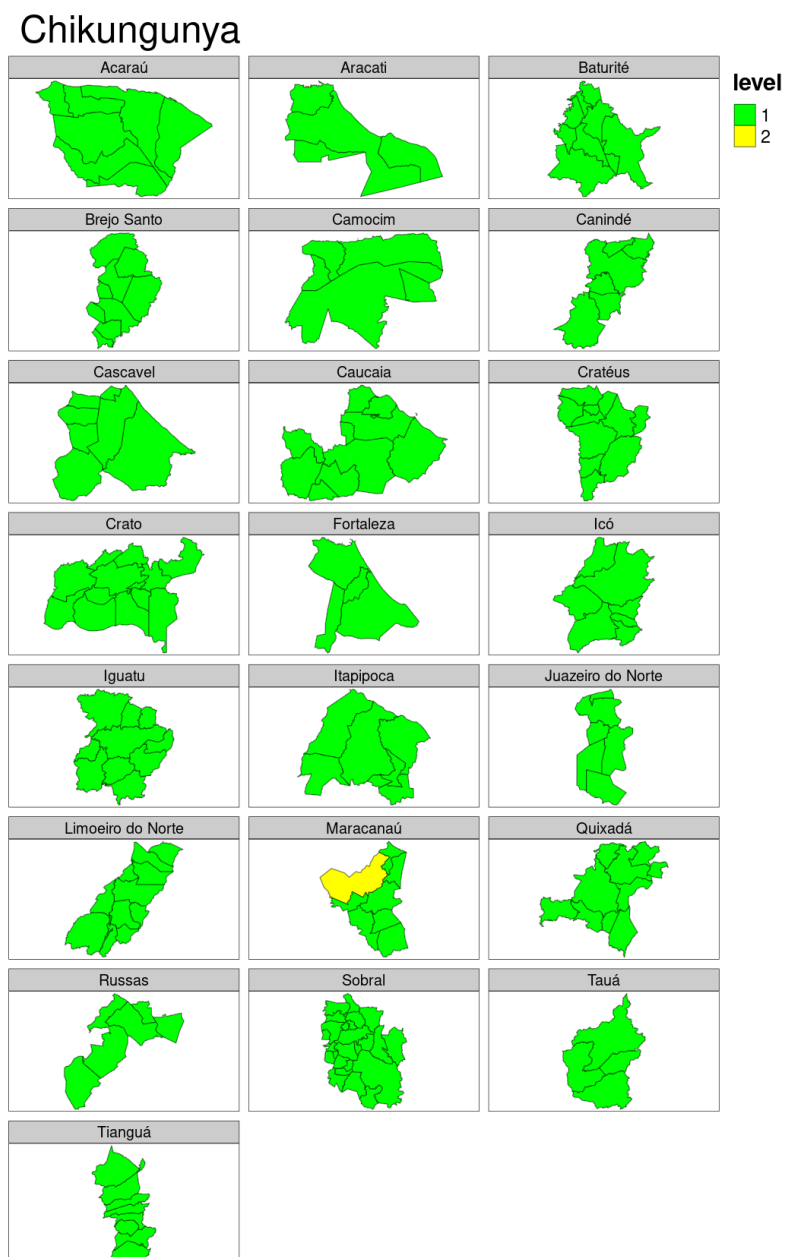 Chikungunya
Acaraú
Aracati
Baturité
level
1
2
Brejo Santo
Camocim
Canindé
Cascavel
Caucaia
Cratéus
Crato
Fortaleza
Icó
Iguatu
Itapipoca
Juazeiro do Norte
Limoeiro do Norte
Maracanaú
Quixadá
Russas
Sobral
Tauá
Tianguá